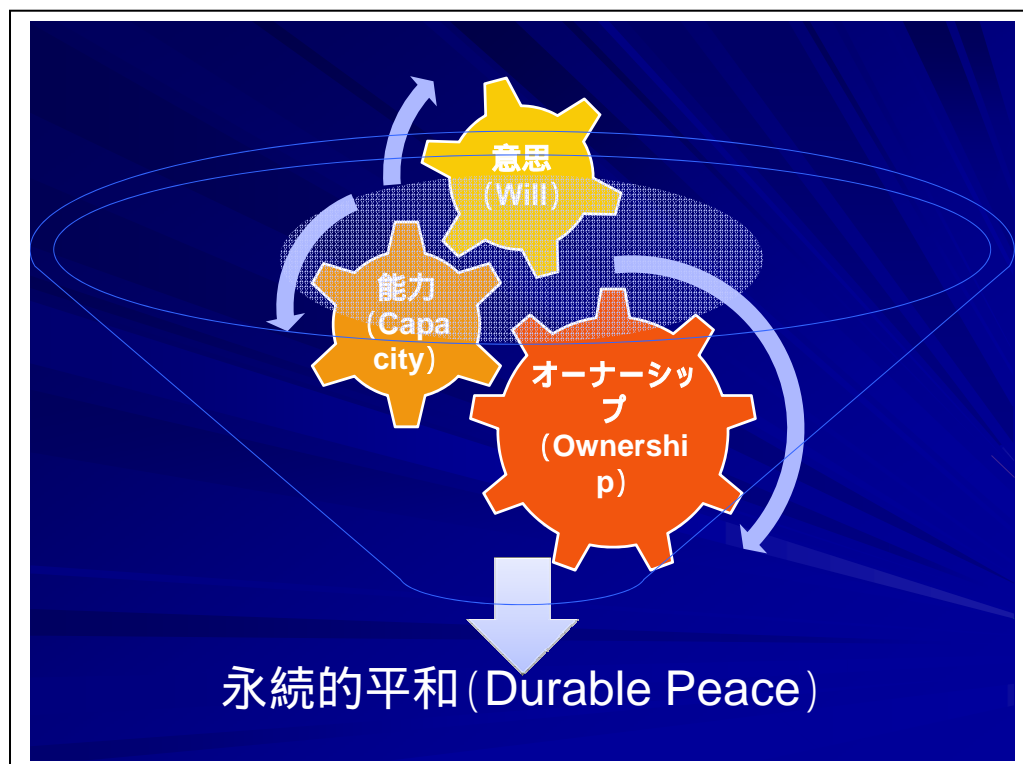 意思
(Will)
能力
(Capa
city)
オーナーシッ
プ
(Ownershi
p)
永続的平和(Durable Peace)